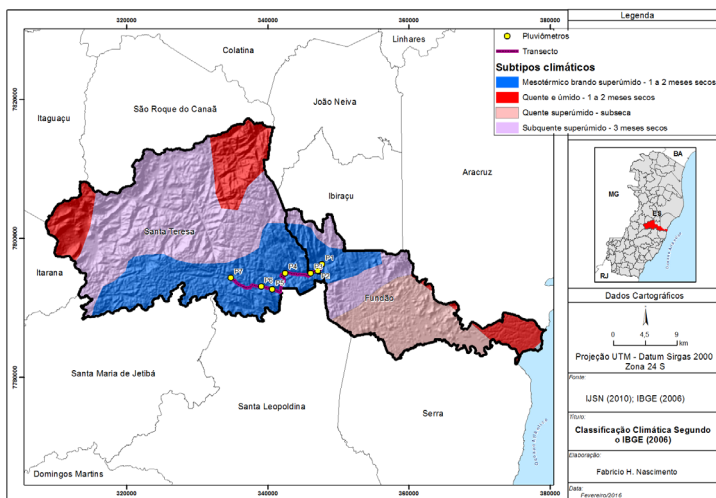 320000 340000 360000 380000
Linhares
Colatina
João Neiva
São Roque do Canaã
Itaguaçu
Aracruz
Ibiraçu
Santa Teresa
Itarana
P7
P4
P1
P2
Fundão
Santa Maria de Jetibá
Santa Leopoldina
Serra
Domingos Martins
7820000
7800000
7780000
320000 340000 360000 380000
Legenda
Pluviômetros
Transecto
Subtipos climáticos
Mesotérmico brando superúmido - 1 a 2 meses secos
Quente e úmido - 1 a 2 meses secos
Quente superúmido - subseca
Subquente superúmido - 3 meses secos
BA
MG
ES
RJ
Dados Cartográficos
0 4,5 9
km
Projeção UTM - Datum Sirgas 2000
Zona 24 S
Fonte:
IJSN (2010); IBGE (2006)
Título:
Classificação Climática Segundo
o IBGE (2006)
Elaboração:
Fabrício H. Nascimento
Data:
Fevereiro/2016